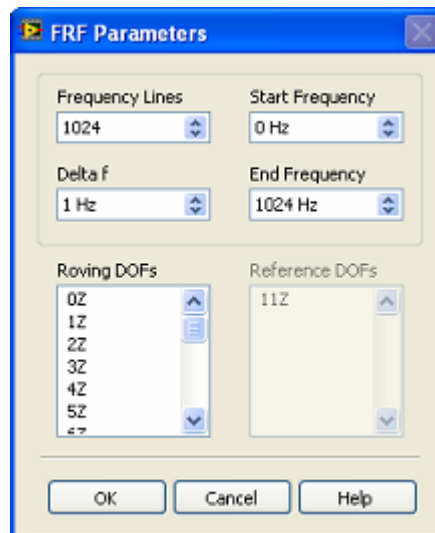 FRF Parameters
Frequency Lines
Start Frequency
1024
0 Hz
Delta f
End Frequency
1 Hz
1024 Hz
Roving DOFs
Reference DOFs
0Z
11Z
1Z
2Z
3Z
4Z
5Z
6Z
OK
Cancel
Help